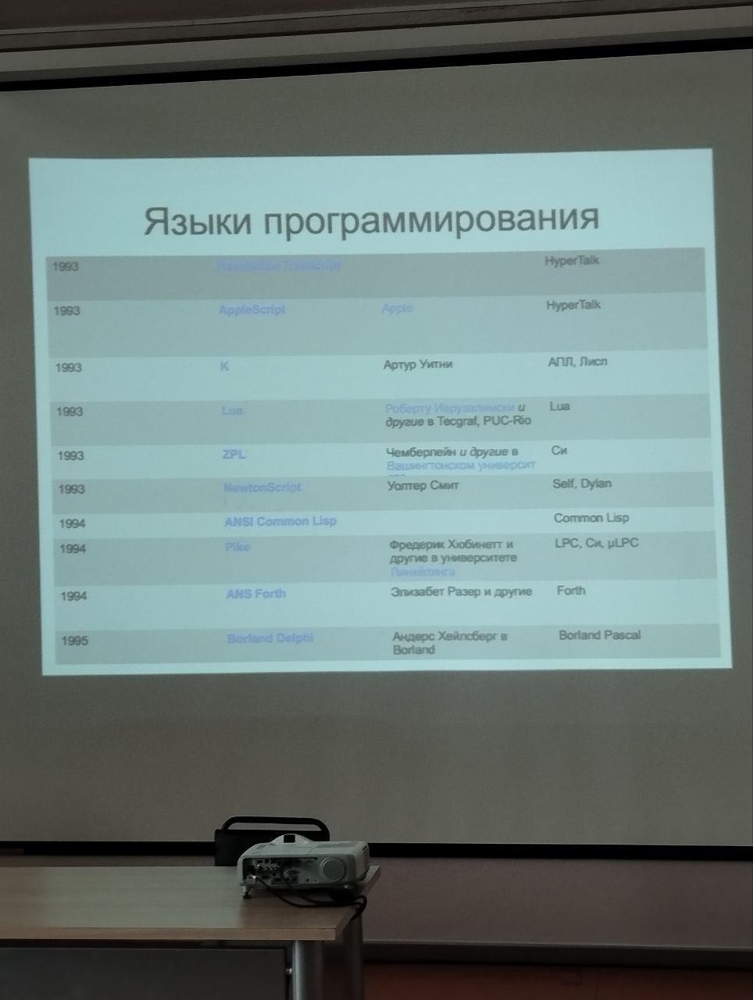 Языки программирования
1993 Revolution Transcript HyperTalk
1993 AppleScript Apple HyperTalk
1993 K Артур Уитни АПЛ, Лисп
1993 Lua Роберту Иерузалимски и Lua
другие в Tecgraf, PUC-Rio
1993 ZPL Чемберлейн и другие в Си
Вашингтонском университ
1993 NewtonScript Уолтер Смит Self, Dylan
1994 ANSI Common Lisp Common Lisp
1994 Pike Фредерик Хюбинетт и LPC, Си, µLPC
другие в университете
Линчёпинга
1994 ANS Forth Элизабет Разер и другие Forth
1995 Borland Delphi Андерс Хейлсберг в Borland Pascal
Borland